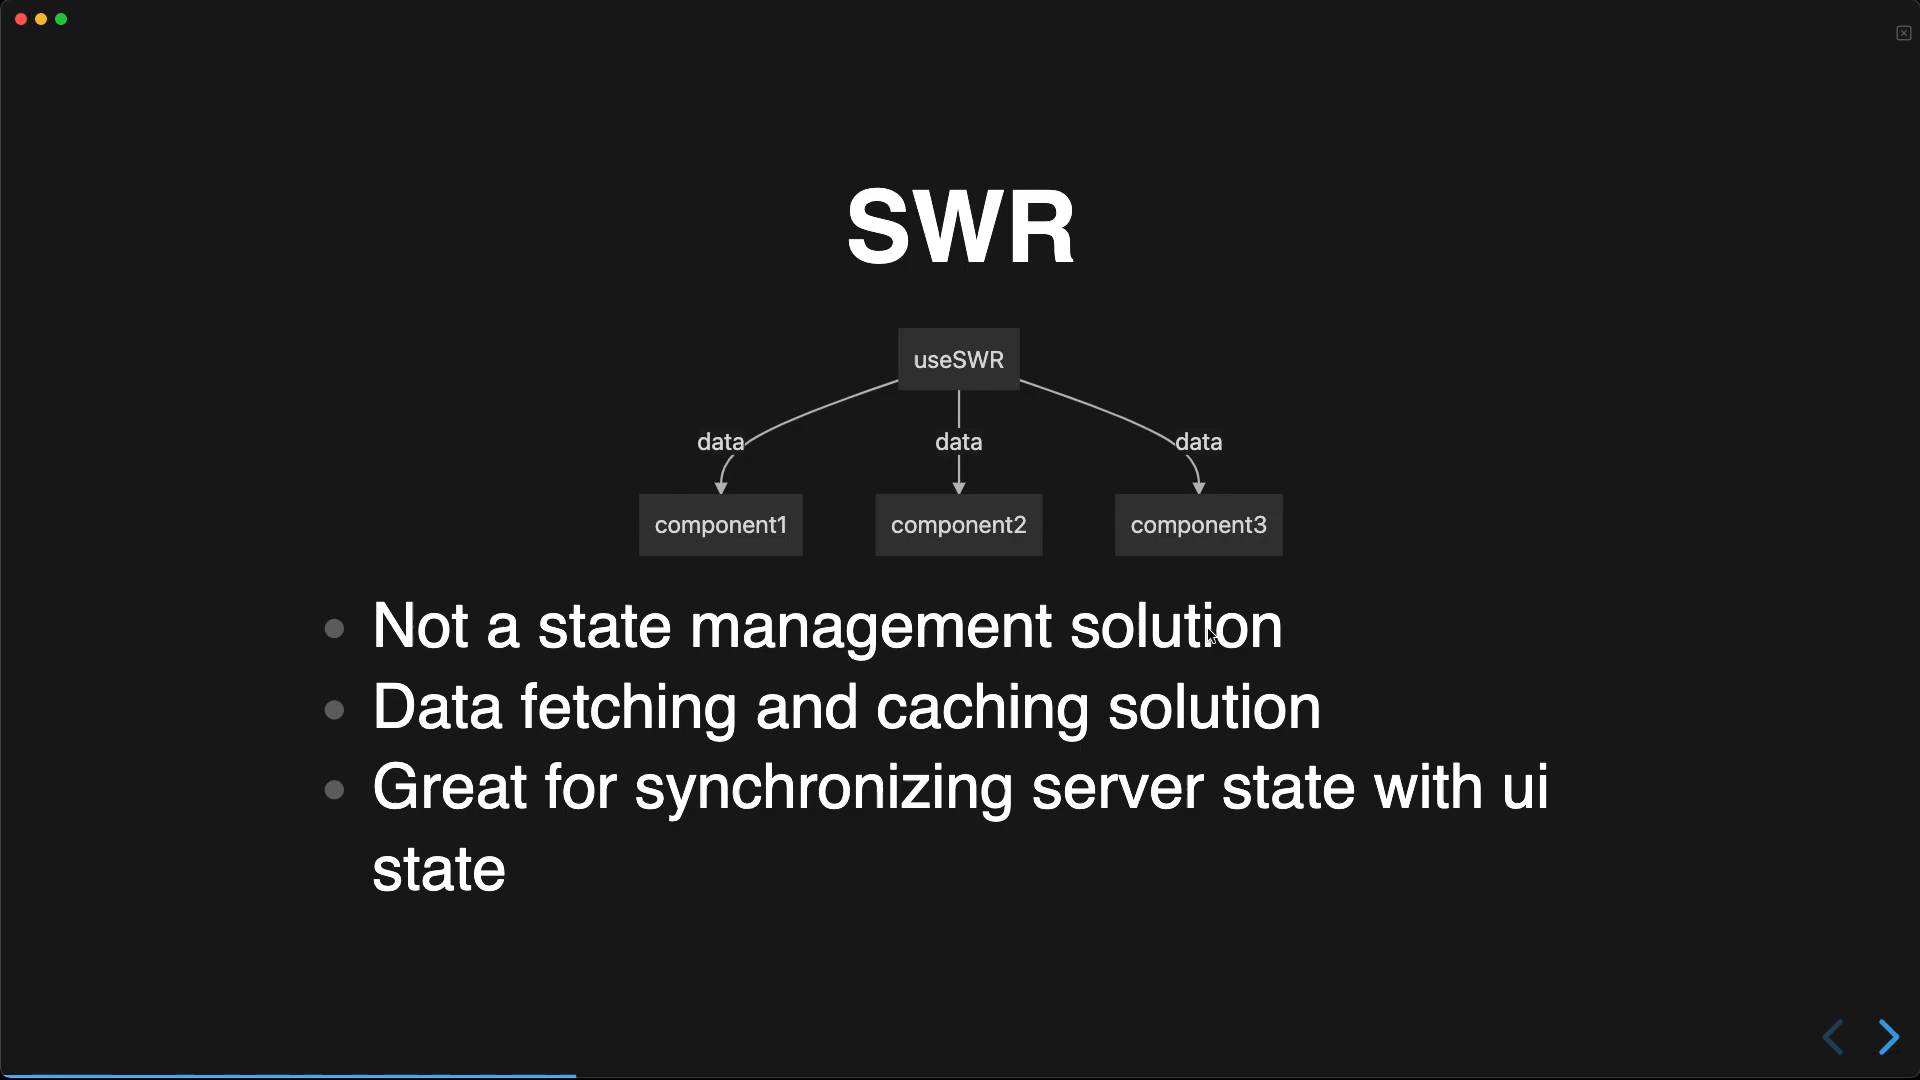 SWR
useSWR
data data data
component1 component2 component3
Not a state management solution
Data fetching and caching solution
Great for synchronizing server state with ui
state